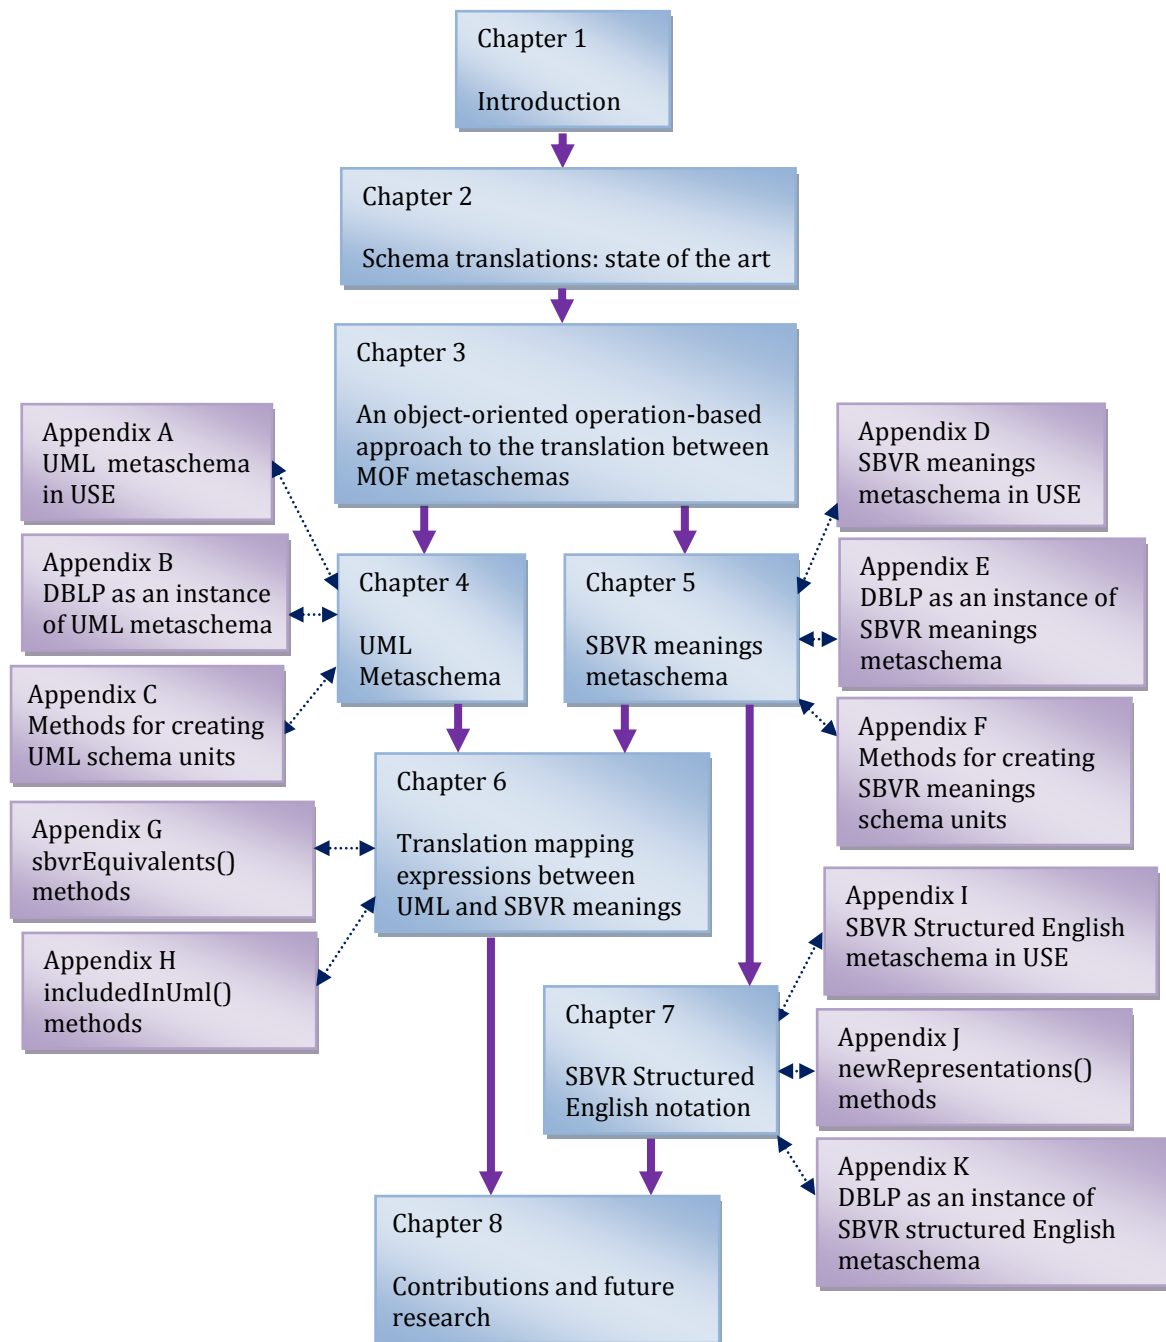 Chapter 1
Introduction
Chapter 2
Schema translations: state of the art
Chapter 3
An object-oriented operation-based
approach to the translation between
MOF metaschemas
Appendix A
UML metaschema
in USE
Appendix B
DBLP as an instance
of UML metaschema
Appendix C
Methods for creating
UML schema units
Chapter 4
UML
Metaschema
Chapter 5
SBVR meanings
metaschema
Appendix D
SBVR meanings
metaschema in USE
Appendix E
DBLP as an instance of
SBVR meanings
metaschema
Appendix F
Methods for creating
SBVR meanings
schema units
Chapter 6
Translation mapping
expressions between
UML and SBVR meanings
Appendix G
sbvrEquivalents()
methods
Appendix H
includedInUml()
methods
Chapter 7
SBVR Structured
English notation
Appendix I
SBVR Structured English
metaschema in USE
Appendix J
newRepresentations()
methods
Appendix K
DBLP as an instance of
SBVR structured English
metaschema
Chapter 8
Contributions and future
research